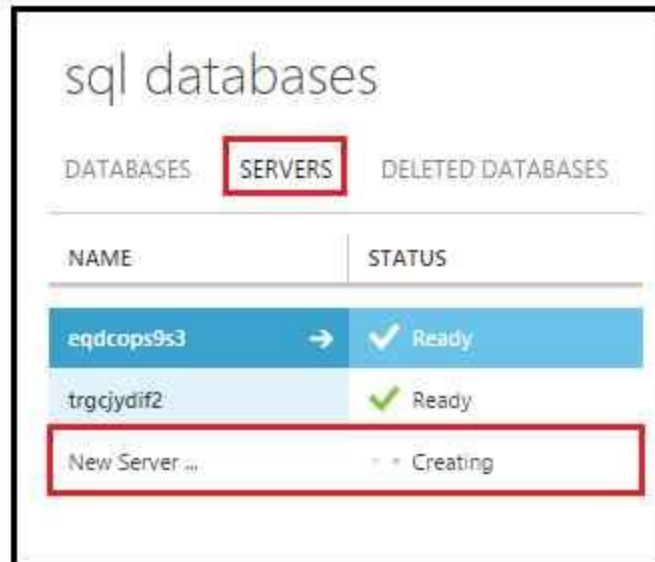 sql databases
DATABASES SERVERS DELETED DATABASES
NAME STATUS
eqdcops9s3 Ready
trgcjydif2 Ready
New Server ... Creating